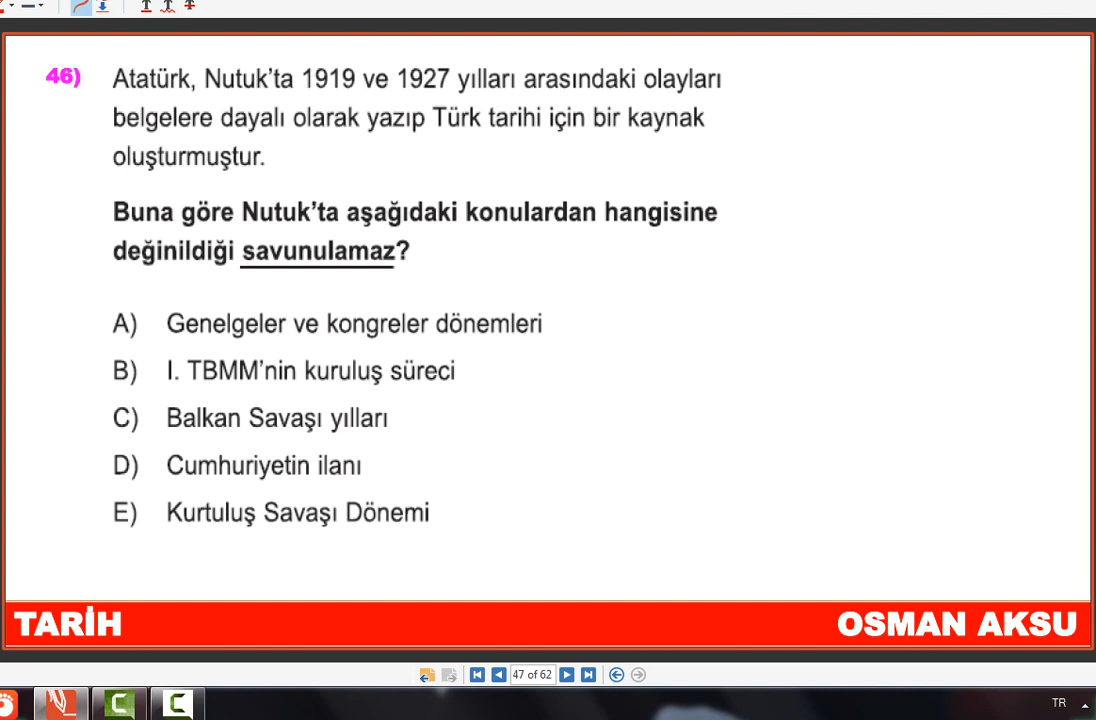 46) Atatürk, Nutuk'ta 1919 ve 1927 yılları arasındaki olayları
belgelere dayalı olarak yazıp Türk tarihi için bir kaynak
oluşturmuştur.
Buna göre Nutuk'ta aşağıdaki konulardan hangisine
değinildiği savunulamaz?
A) Genelgeler ve kongreler dönemleri
B) I. TBMM'nin kuruluş süreci
C) Balkan Savaşı yılları
D) Cumhuriyetin ilanı
E) Kurtuluş Savaşı Dönemi
TARİH OSMAN AKSU
47 of 62
TR